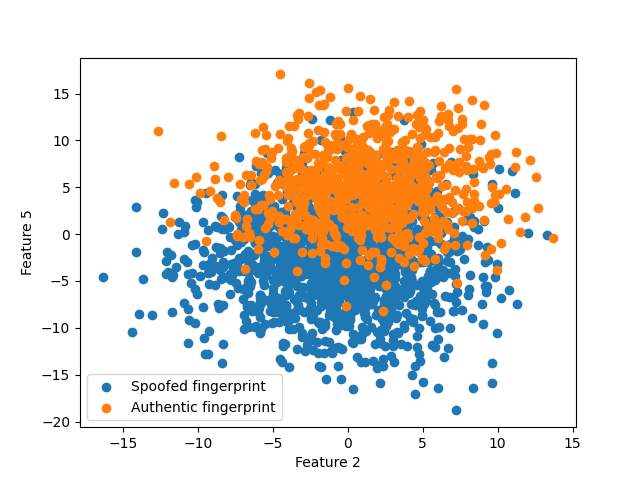 15
10
5
0
−5
−10
−15
−20
Feature 5
Spoofed fingerprint
Authentic fingerprint
−15 −10 −5 0 5 10 15
Feature 2